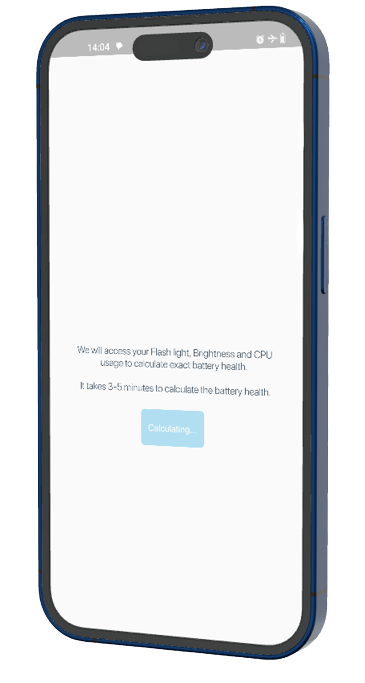 14:04
We will access your Flash light, Brightness and CPU
usage to calculate exact battery health.
It takes 3-5 minutes to calculate the battery health.
Calculating...